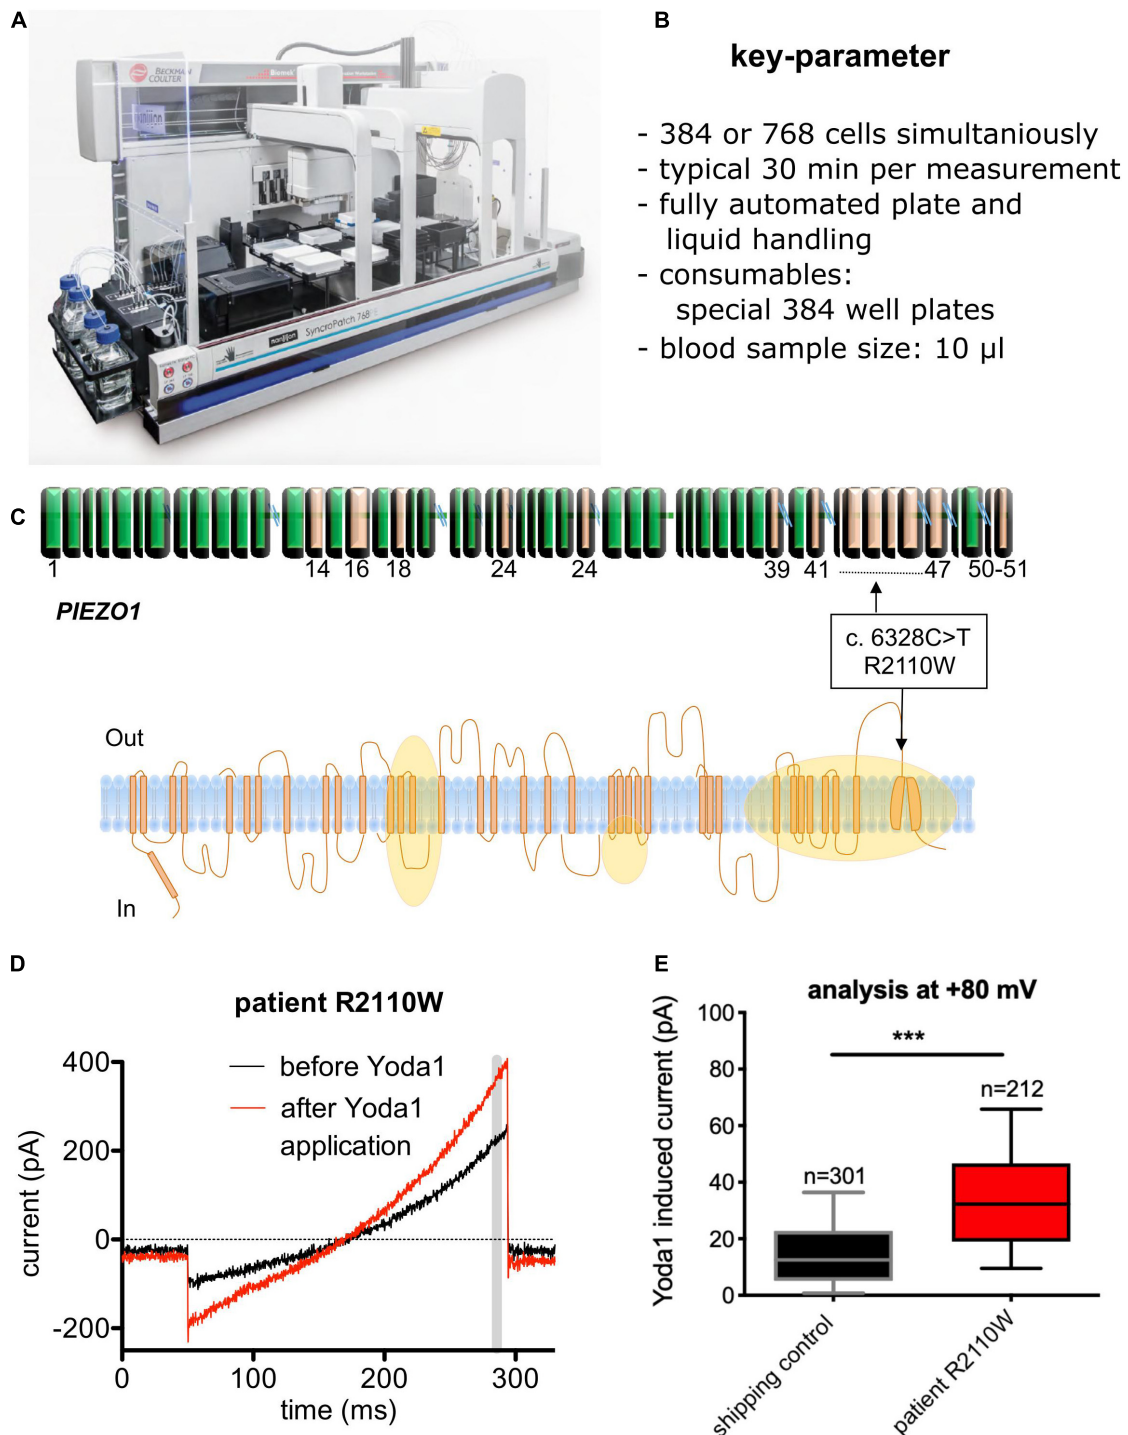 A
BECKMAN
COULTER
Biomek
nanion
nanion
SyncroPatch 768
B
key-parameter
- 384 or 768 cells simultaniously
- typical 30 min per measurement
- fully automated plate and
liquid handling
- consumables:
special 384 well plates
- blood sample size: 10 µl
C
1
14
16
18
24
24
39
41
47
50-51
PIEZO1
c. 6328C>T
R2110W
Out
In
D
patient R2110W
before Yoda1
after Yoda1
application
400
200
0
-200
current (pA)
0
100
200
300
time (ms)
E
analysis at +80 mV
***
n=301
n=212
100
80
60
40
20
0
Yoda1 induced current (pA)
shipping control
patient R2110W